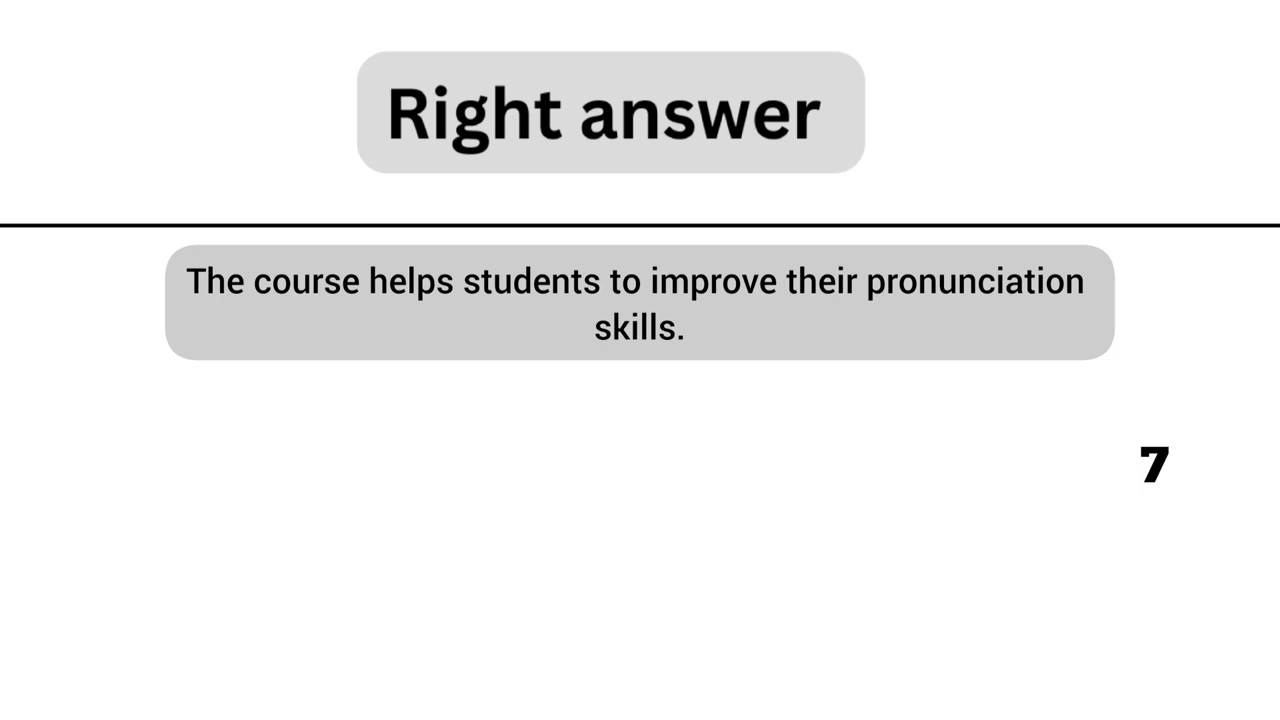 Right answer
The course helps students to improve their pronunciation
skills.
7